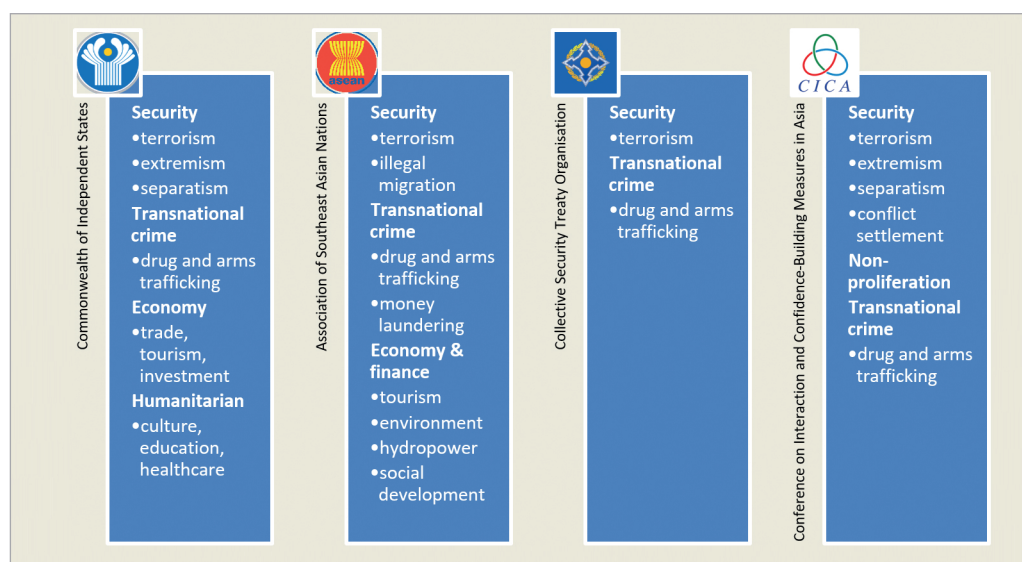 Commonwealth of Independent States
Security
•terrorism
•extremism
•separatism
Transnational
crime
•drug and arms
trafficking
Economy
•trade,
tourism,
investment
Humanitarian
•culture,
education,
healthcare
asean
Association of Southeast Asian Nations
Security
•terrorism
•illegal
migration
Transnational
crime
•drug and arms
trafficking
•money
laundering
Economy &
finance
•tourism
•environment
•hydropower
•social
development
Collective Security Treaty Organisation
Security
•terrorism
Transnational
crime
•drug and arms
trafficking
CICA
Conference on Interaction and Confidence-Building Measures in Asia
Security
•terrorism
•extremism
•separatism
•conflict
settlement
Non-
proliferation
Transnational
crime
•drug and arms
trafficking